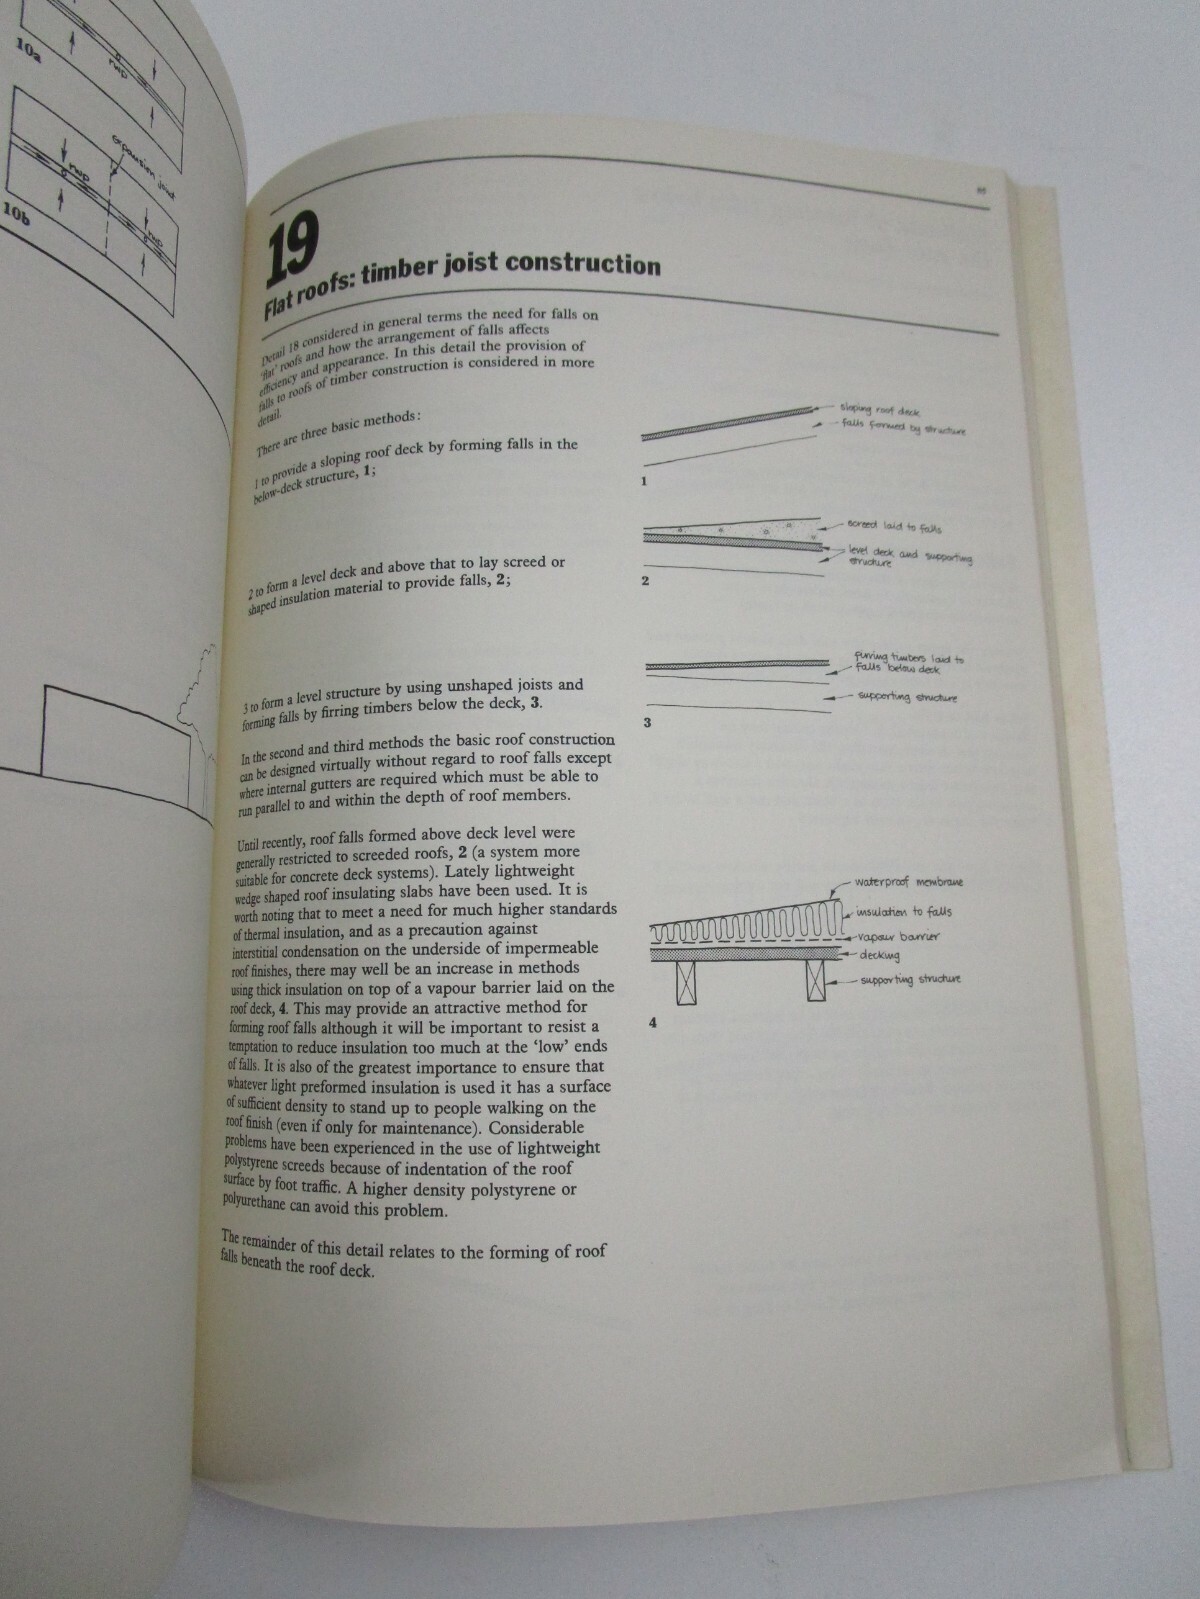 10a
rwp
expansion joint
rwp
rwp
10b
19
Flat roofs: timber joist construction
Detail 18 considered in general terms the need for falls on
'flat' roofs and how the arrangement of falls affects
efficiency and appearance. In this detail the provision of
falls to roofs of timber construction is considered in more
detail.
There are three basic methods:
1 to provide a sloping roof deck by forming falls in the
below-deck structure, 1;
2 to form a level deck and above that to lay screed or
shaped insulation material to provide falls, 2;
3 to form a level structure by using unshaped joists and
forming falls by firring timbers below the deck, 3.
In the second and third methods the basic roof construction
can be designed virtually without regard to roof falls except
where internal gutters are required which must be able to
run parallel to and within the depth of roof members.
Until recently, roof falls formed above deck level were
generally restricted to screeded roofs, 2 (a system more
suitable for concrete deck systems). Lately lightweight
wedge shaped roof insulating slabs have been used. It is
worth noting that to meet a need for much higher standards
of thermal insulation, and as a precaution against
interstitial condensation on the underside of impermeable
roof finishes, there may well be an increase in methods
using thick insulation on top of a vapour barrier laid on the
roof deck, 4. This may provide an attractive method for
forming roof falls although it will be important to resist a
temptation to reduce insulation too much at the 'low' ends
of falls. It is also of the greatest importance to ensure that
whatever light preformed insulation is used it has a surface
of sufficient density to stand up to people walking on the
roof finish (even if only for maintenance). Considerable
problems have been experienced in the use of lightweight
polystyrene screeds because of indentation of the roof
surface by foot traffic. A higher density polystyrene or
polyurethane can avoid this problem.
The remainder of this detail relates to the forming of roof
falls beneath the roof deck.
sloping roof deck
falls formed by structure
1
screed laid to falls
level deck and supporting
structure
2
firring timbers laid to
falls below deck
supporting structure
3
waterproof membrane
insulation to falls
vapour barrier
decking
supporting structure
4